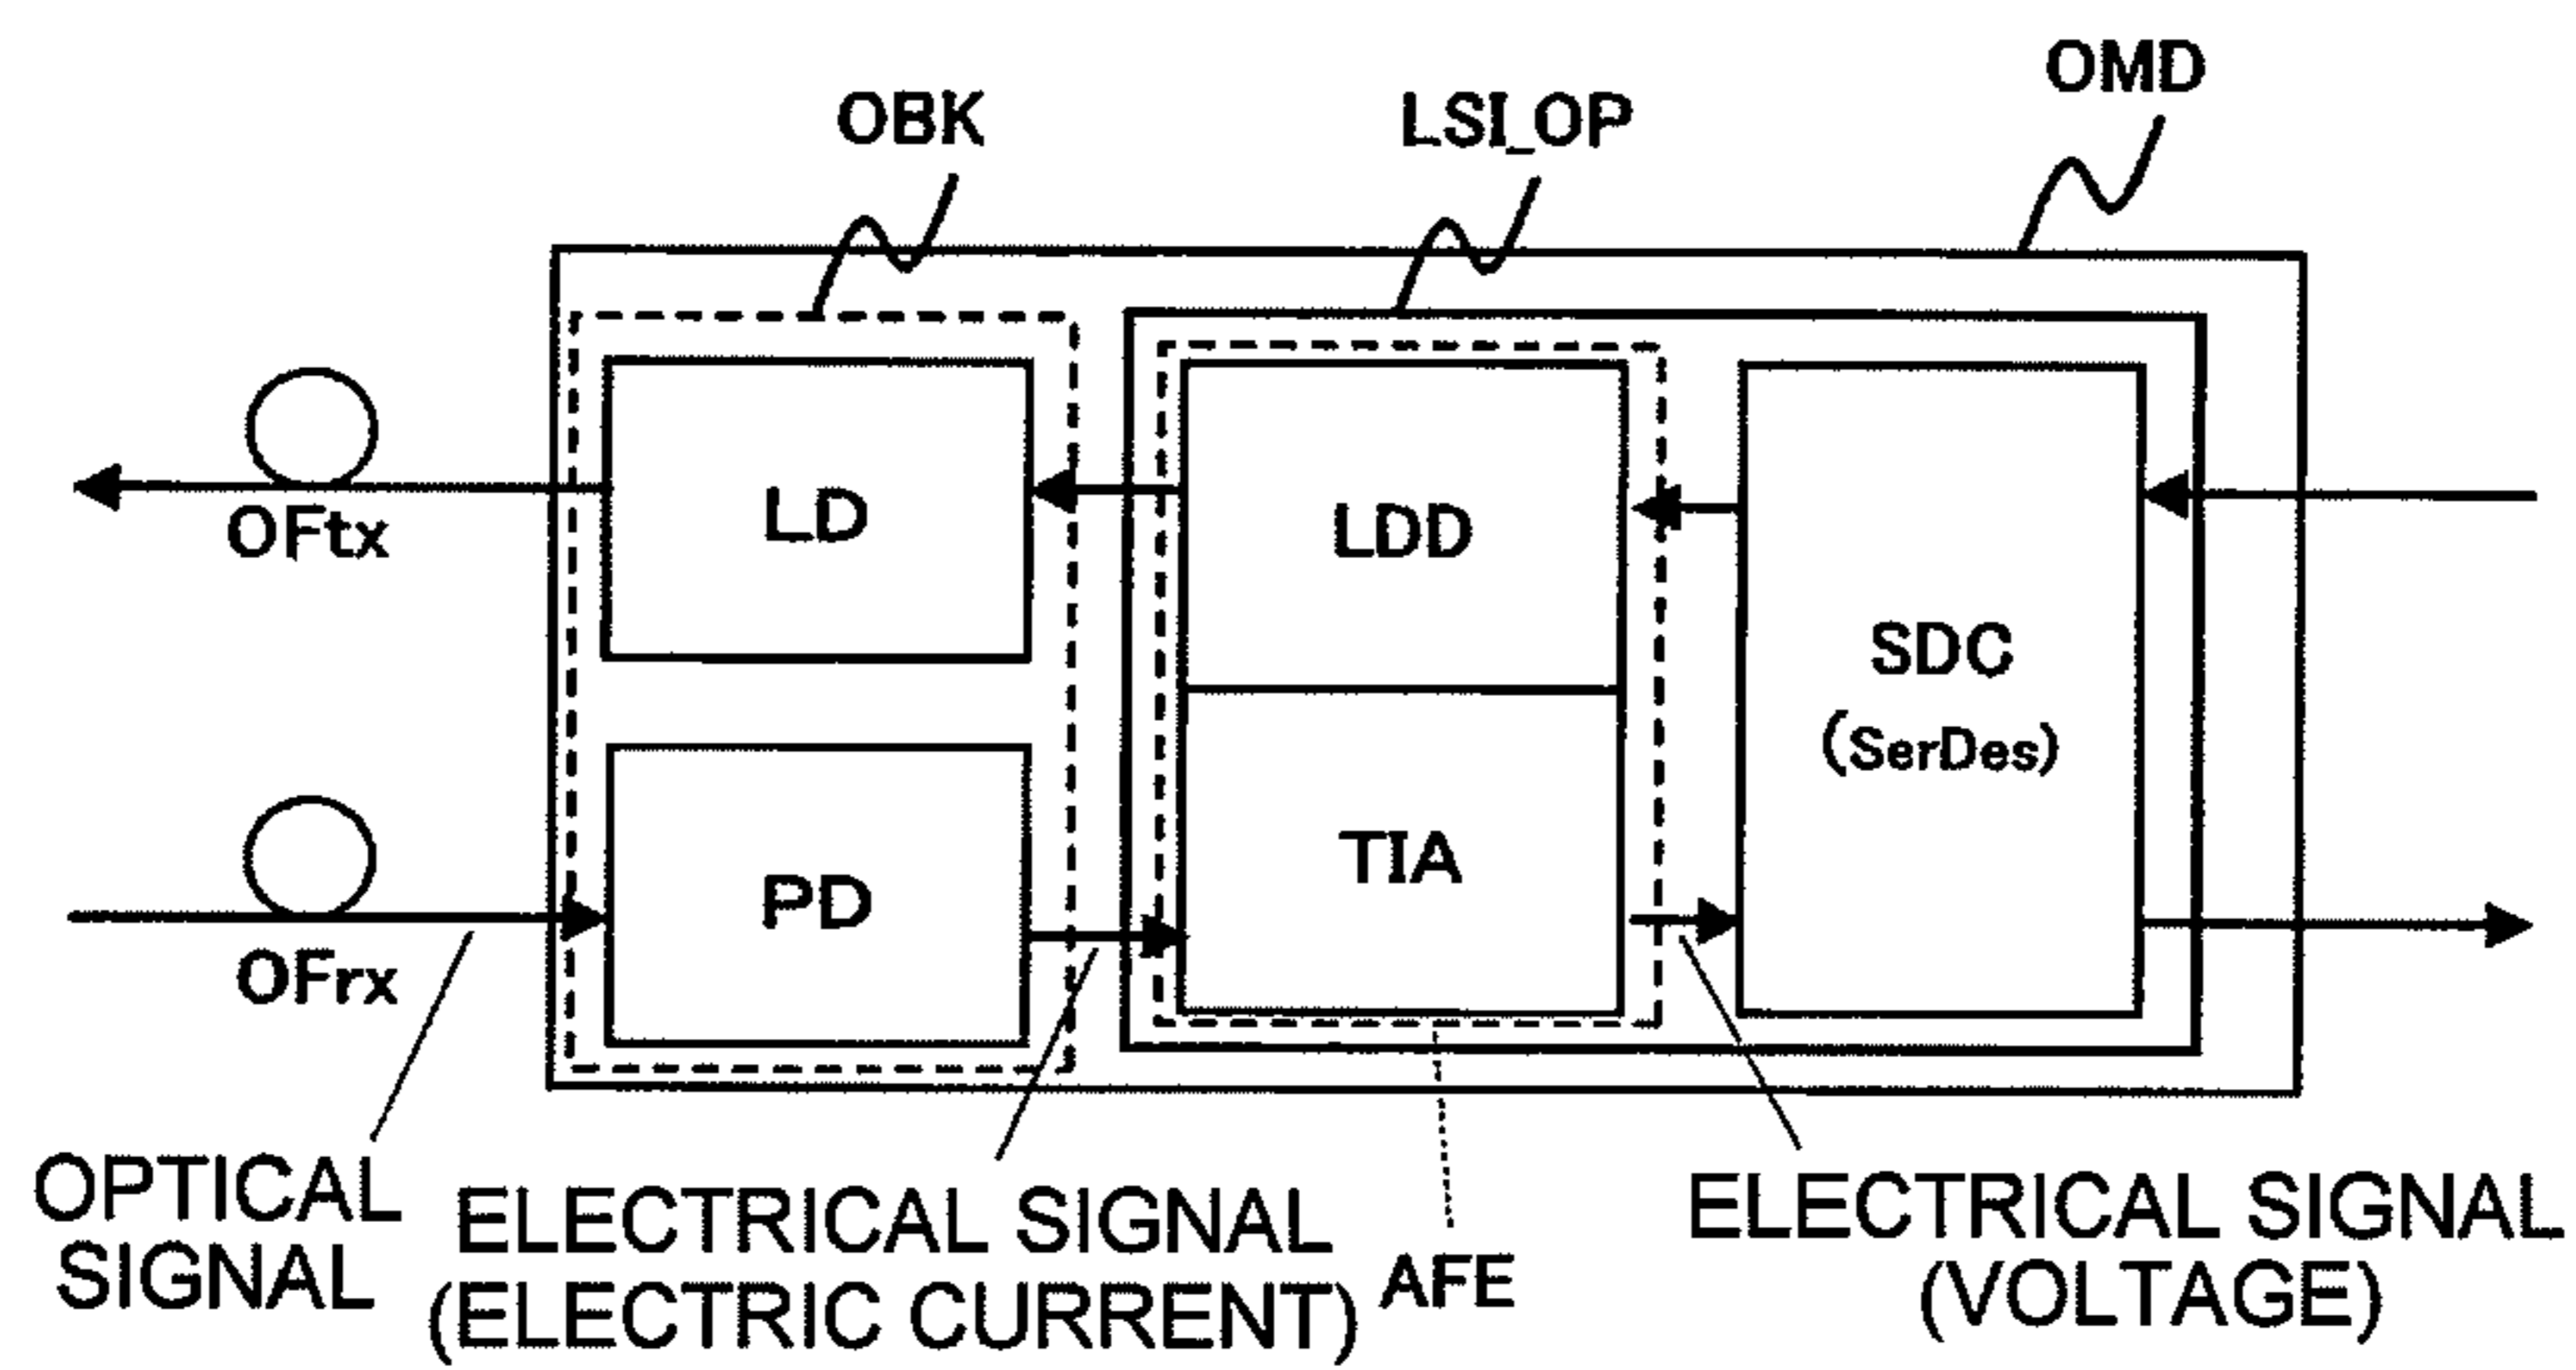 OMD
OBK
LSI_OP
LD
LDD
OFtx
SDC
(SerDes)
TIA
PD
OFrx
OPTICAL
SIGNAL
ELECTRICAL SIGNAL
(ELECTRIC CURRENT)
AFE
ELECTRICAL SIGNAL
(VOLTAGE)